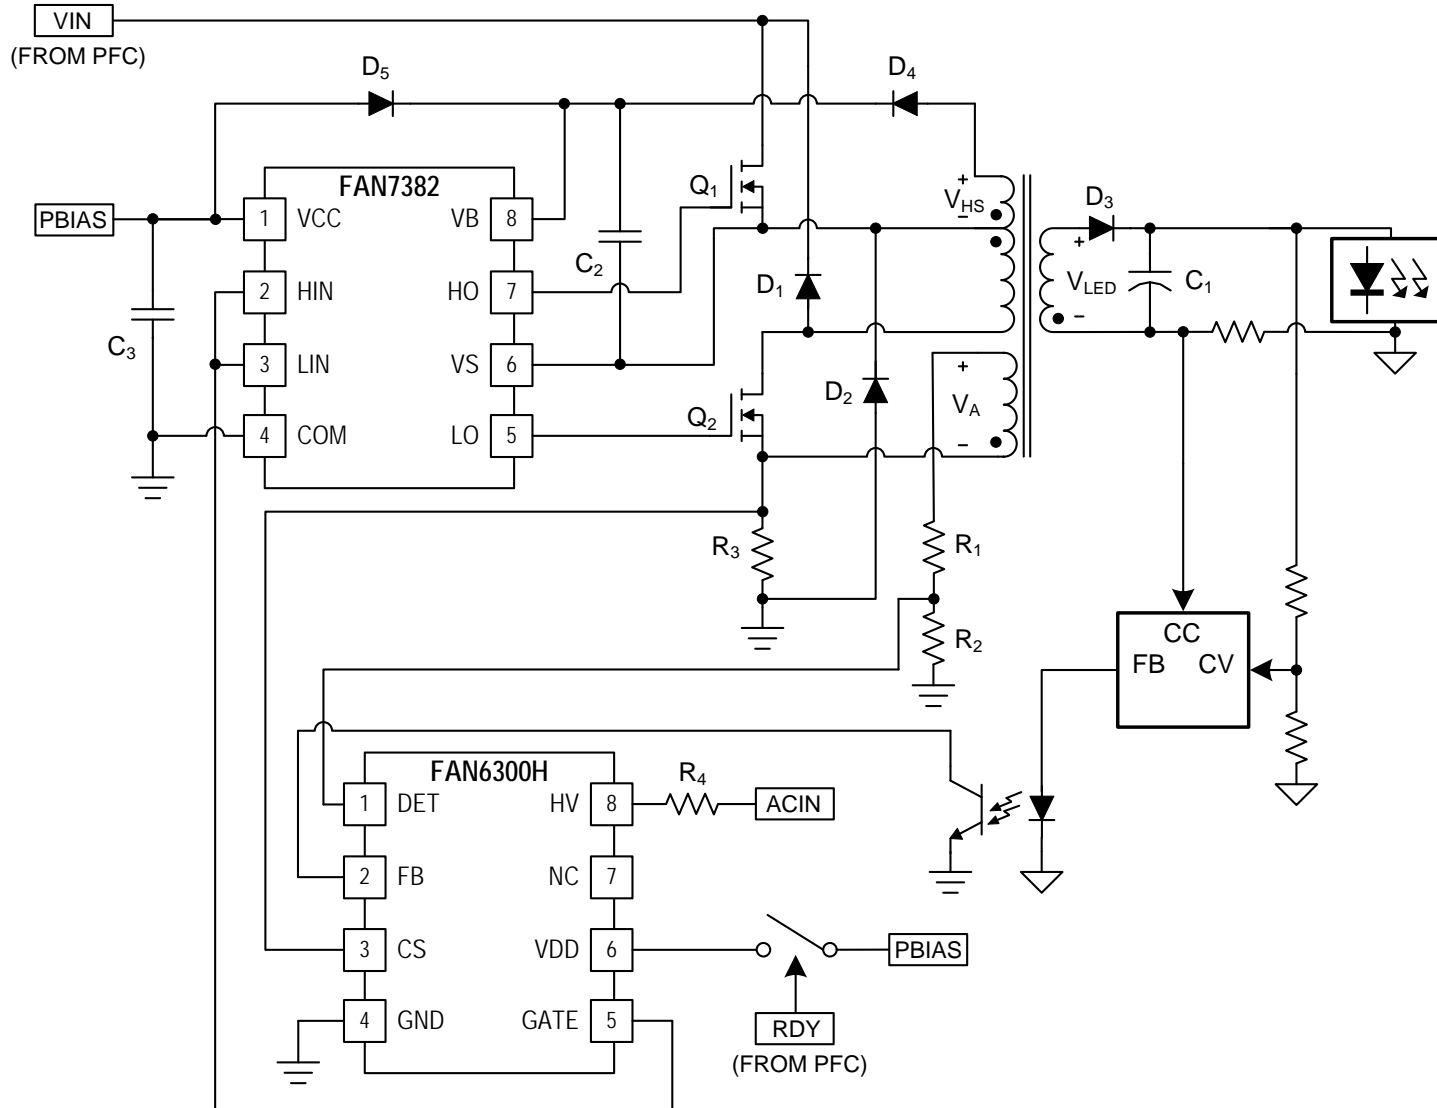 VIN
(FROM PFC)
D5
D4
FAN7382
Q1
VHS
+
−
D3
PBIAS
1 VCC VB 8
C2
+
VLED
−
C1
2 HIN HO 7
D1
C3
3 LIN VS 6
D2
+
VA
−
4 COM LO 5
Q2
R3
R1
R2
CC
FB CV
FAN6300H
1 DET HV 8
R4
ACIN
2 FB NC 7
3 CS VDD 6
PBIAS
4 GND GATE 5
RDY
(FROM PFC)